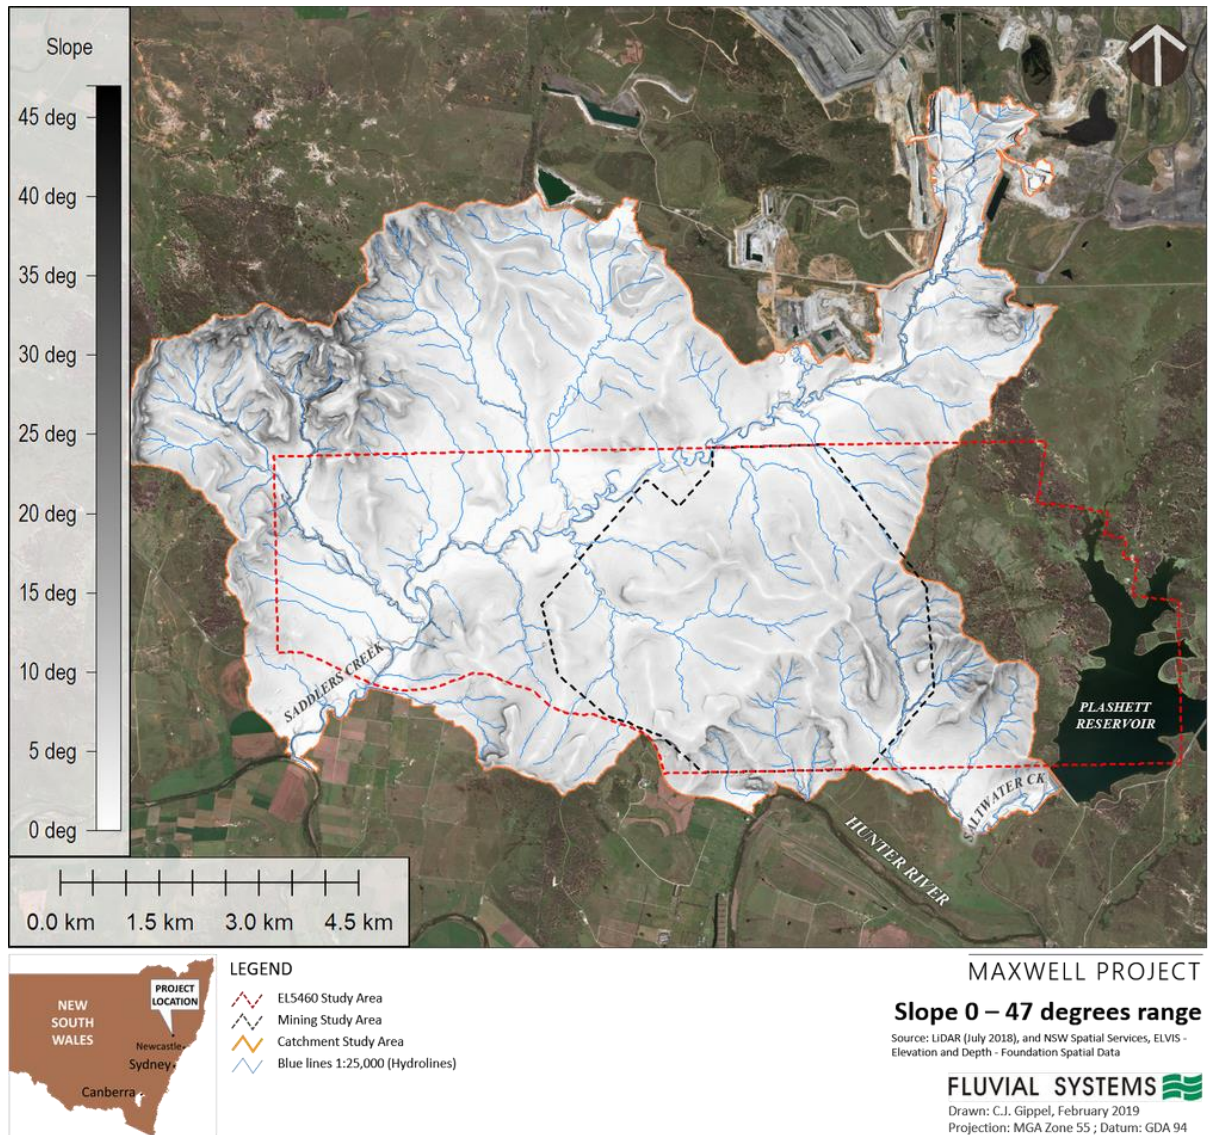 Slope
45 deg
40 deg
35 deg
30 deg
25 deg
20 deg
15 deg
10 deg
5 deg
0 deg
SADDLERS CREEK
PLASHETT
RESERVOIR
SALTWATER CK
HUNTER RIVER
0.0 km 1.5 km 3.0 km 4.5 km
NEW
SOUTH
WALES
PROJECT
LOCATION
Newcastle
Sydney
Canberra
LEGEND
EL5460 Study Area
Mining Study Area
Catchment Study Area
Blue lines 1:25,000 (Hydrolines)
MAXWELL PROJECT
Slope 0 – 47 degrees range
Source: LiDAR (July 2018), and NSW Spatial Services, ELVIS -
Elevation and Depth - Foundation Spatial Data
FLUVIAL SYSTEMS
Drawn: C.J. Gippel, February 2019
Projection: MGA Zone 55 ; Datum: GDA 94